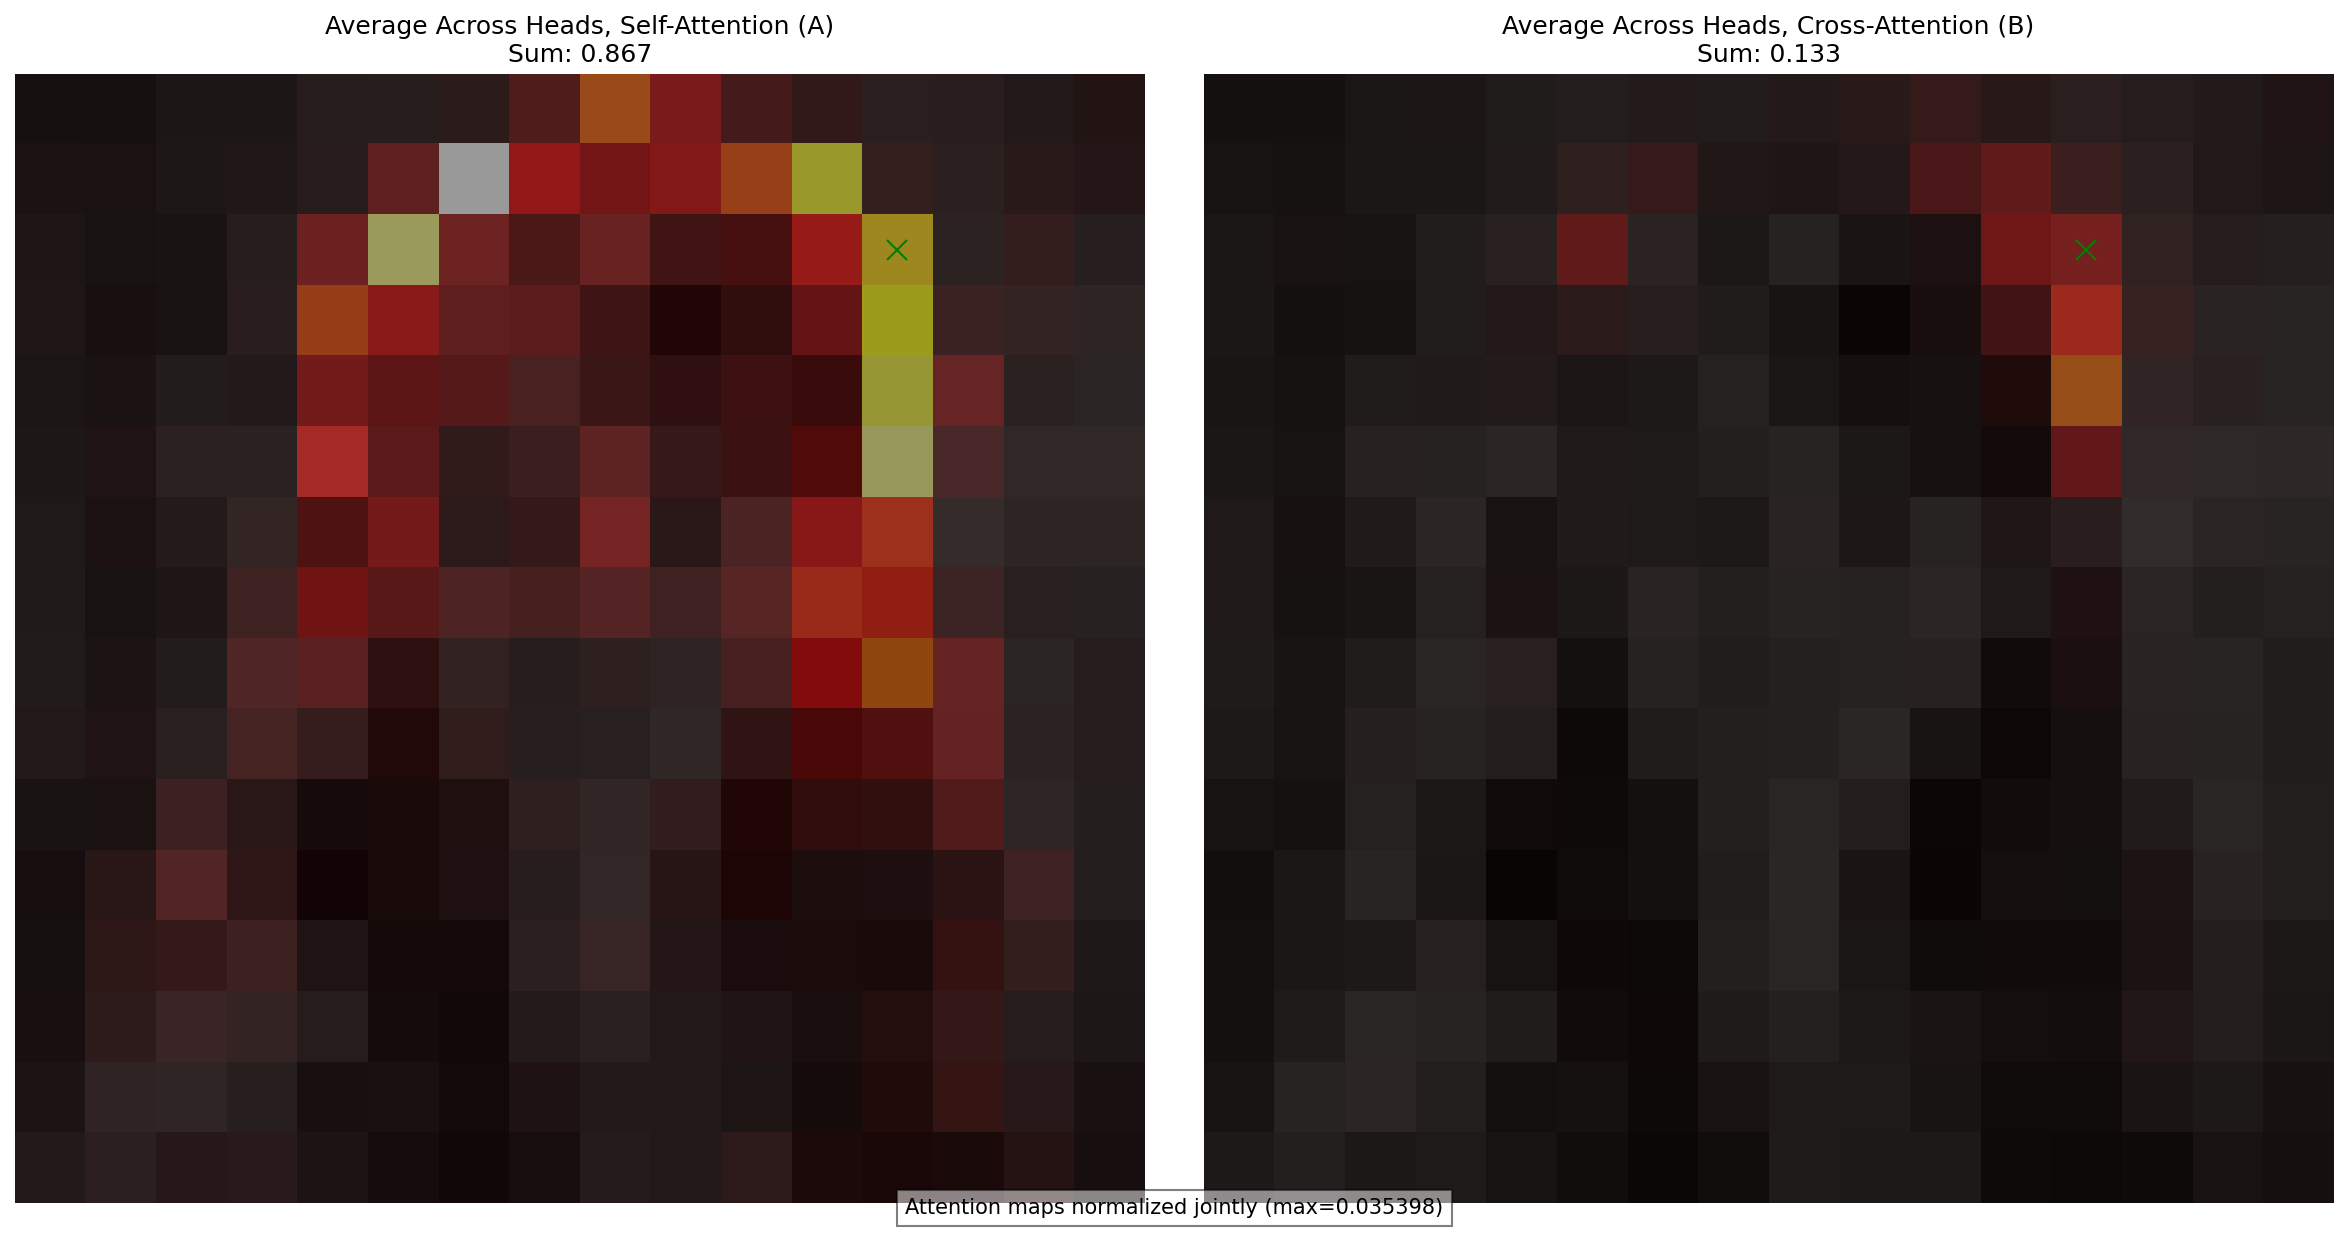 Average Across Heads, Self-Attention (A)
Sum: 0.867
Average Across Heads, Cross-Attention (B)
Sum: 0.133
Attention maps normalized jointly (max=0.035398)